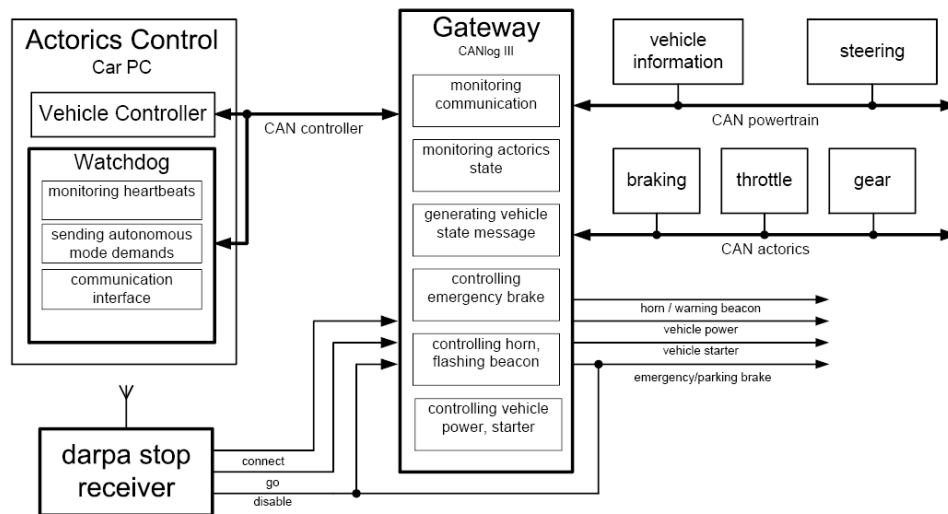 Actorics Control
Car PC
Vehicle Controller
Watchdog
monitoring heartbeats
sending autonomous
mode demands
communication
interface
CAN controller
Gateway
CANlog III
monitoring
communication
monitoring actorics
state
generating vehicle
state message
controlling
emergency brake
controlling horn,
flashing beacon
controlling vehicle
power, starter
vehicle
information
steering
CAN powertrain
braking
throttle
gear
CAN actorics
horn / warning beacon
vehicle power
vehicle starter
emergency/parking brake
darpa stop
receiver
connect
go
disable